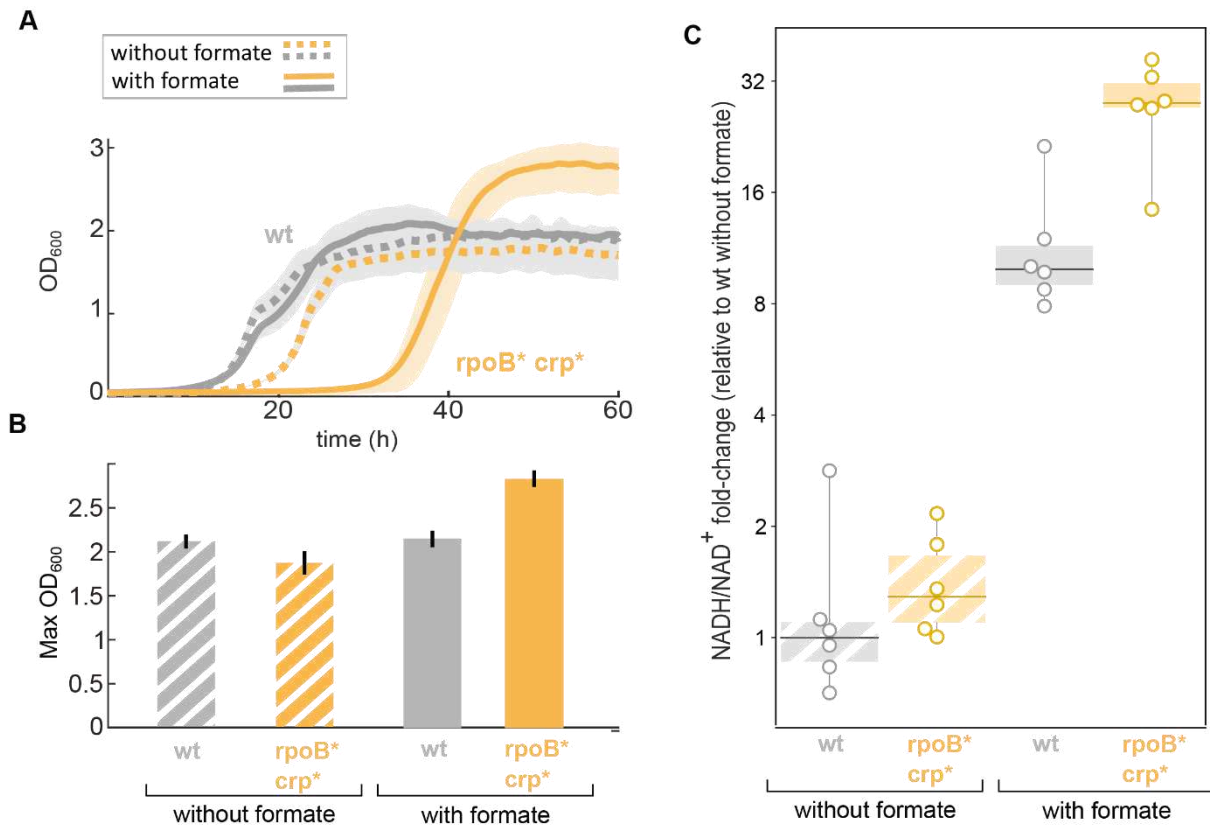 A
without formate
with formate
3
2
1
0
OD600
wt
rpoB* crp*
20
40
60
time (h)
B
2.5
2
1.5
1
0.5
0
Max OD600
wt
rpoB*
crp*
wt
rpoB*
crp*
without formate
with formate
C
32
16
8
4
2
1
NADH/NAD+ fold-change (relative to wt without formate)
wt
rpoB*
crp*
wt
rpoB*
crp*
without formate
with formate